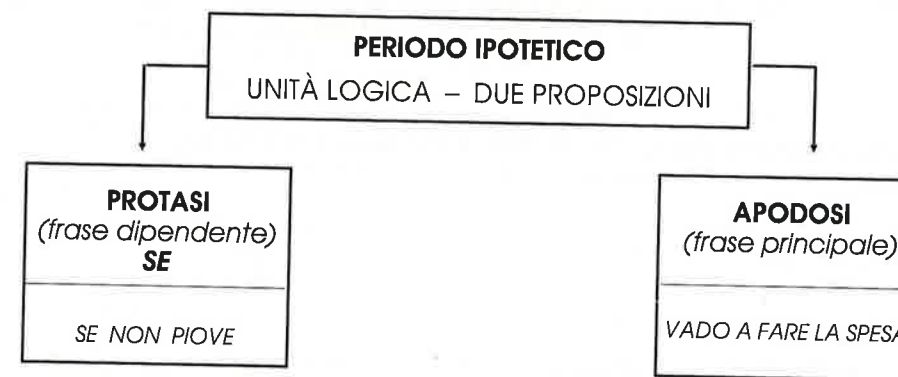 PERIODO IPOTETICO
UNITÀ LOGICA – DUE PROPOSIZIONI
PROTASI
(frase dipendente)
SE
SE NON PIOVE
APODOSI
(frase principale)
VADO A FARE LA SPESA